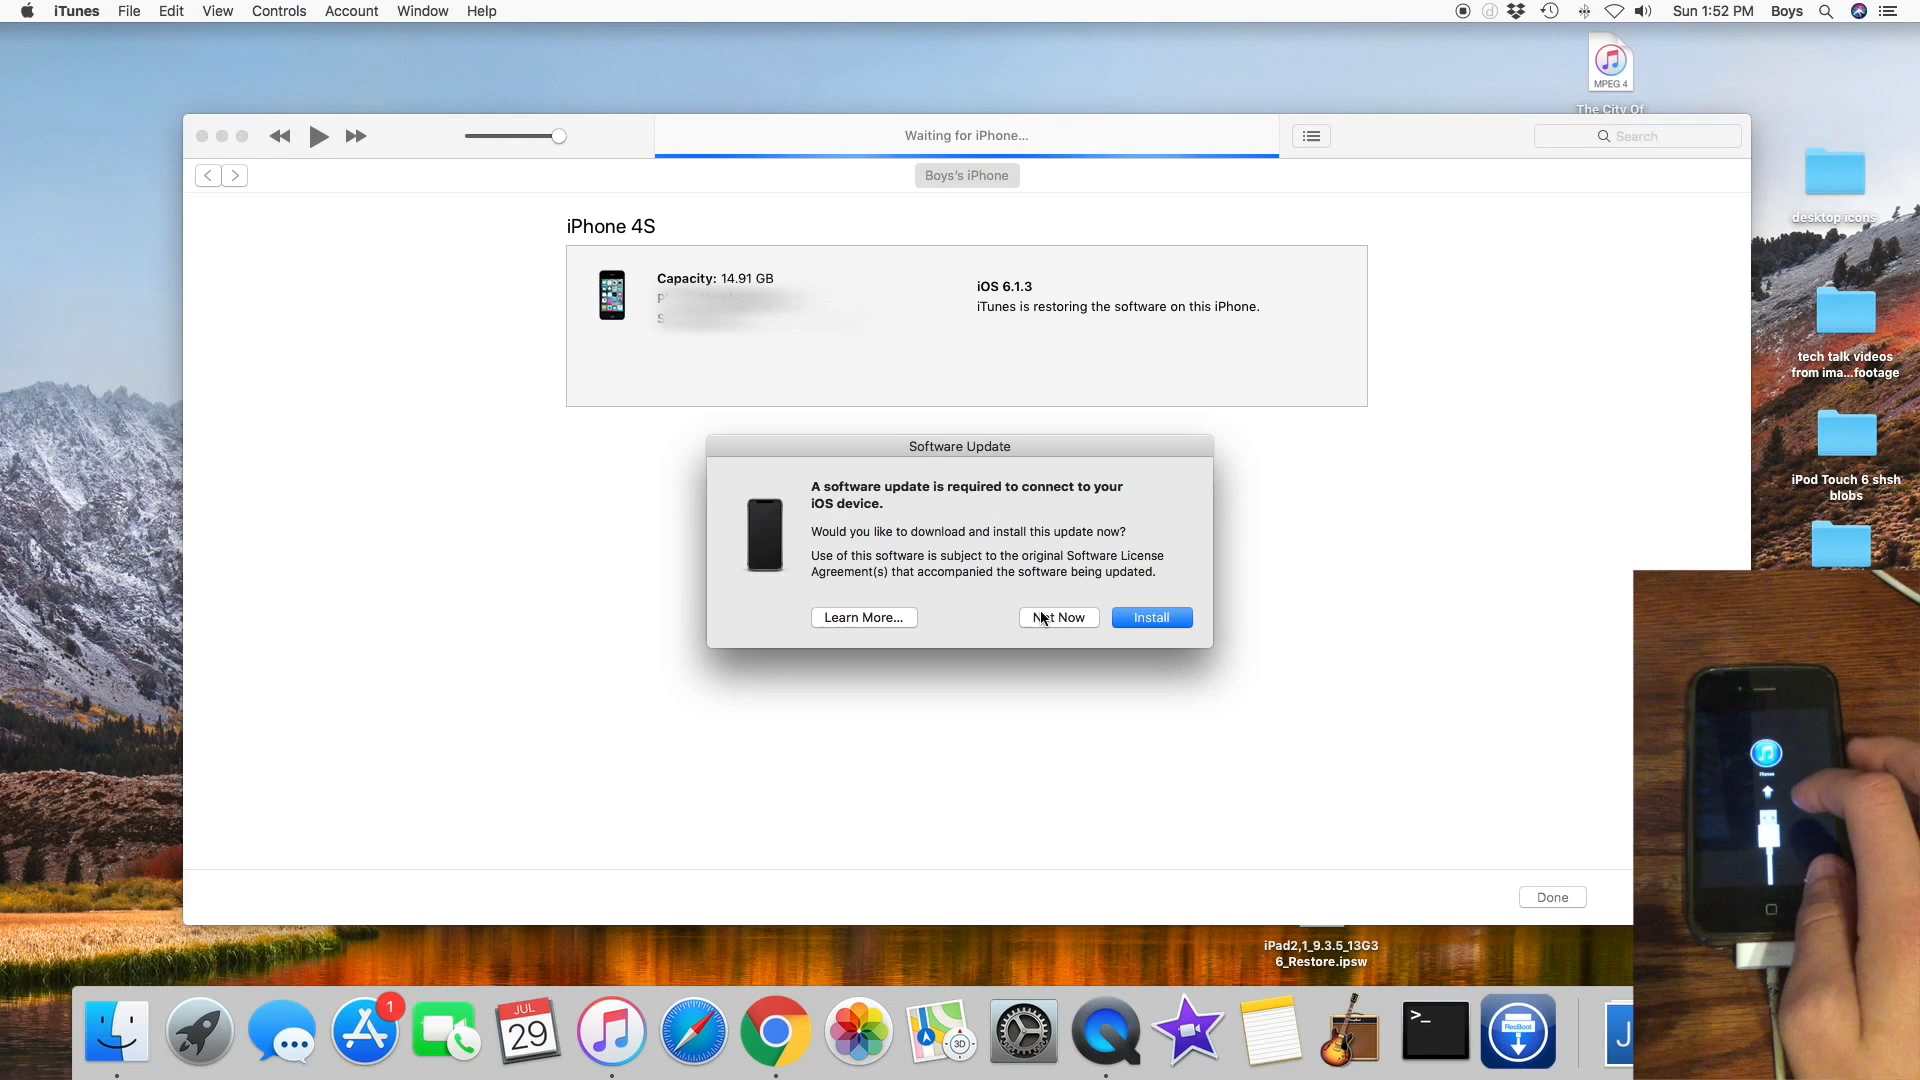 iTunes File Edit View Controls Account Window Help
Sun 1:52 PM Boys
MPEG 4
The City Of
Waiting for iPhone...
Search
Boys's iPhone
desktop icons
iPhone 4S
Capacity: 14.91 GB
P
S
iOS 6.1.3
iTunes is restoring the software on this iPhone.
tech talk videos
from ima...footage
Software Update
A software update is required to connect to your
iOS device.
Would you like to download and install this update now?
Use of this software is subject to the original Software License
Agreement(s) that accompanied the software being updated.
Learn More...
Not Now
Install
iPod Touch 6 shsh
blobs
iTunes
Done
iPad2,1_9.3.5_13G3
6_Restore.ipsw
1
JUL
29
3D
>_
RecBoot
J